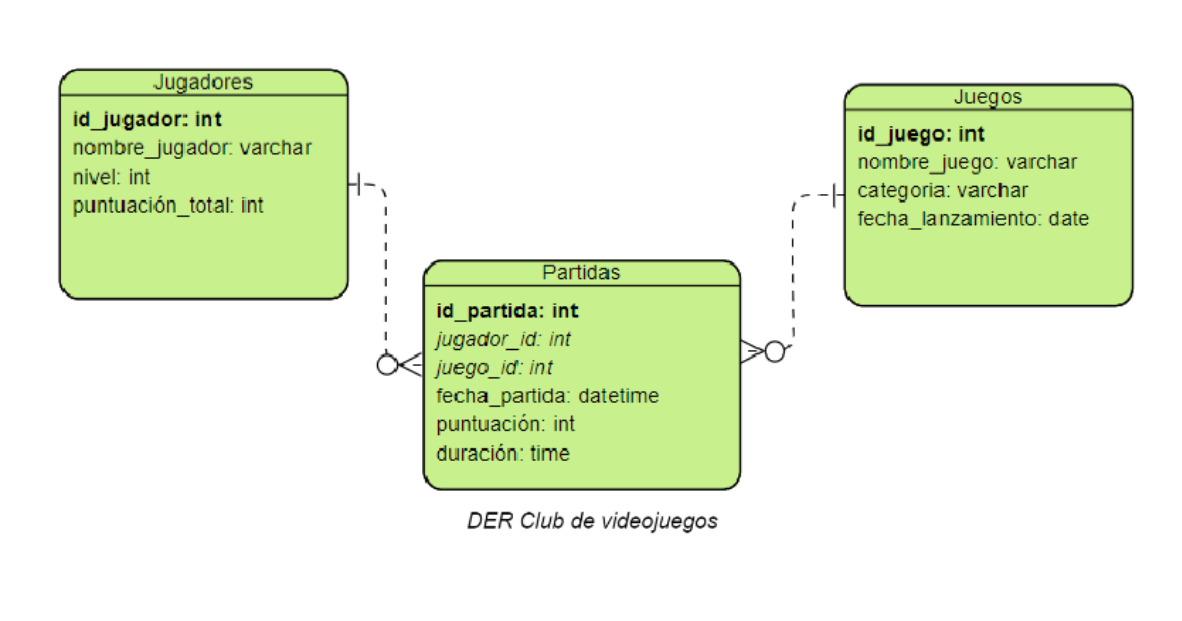 Jugadores
id_jugador: int
nombre_jugador: varchar
nivel: int
puntuación_total: int
Juegos
id_juego: int
nombre_juego: varchar
categoria: varchar
fecha_lanzamiento: date
Partidas
id_partida: int
jugador_id: int
juego_id: int
fecha_partida: datetime
puntuación: int
duración: time
DER Club de videojuegos